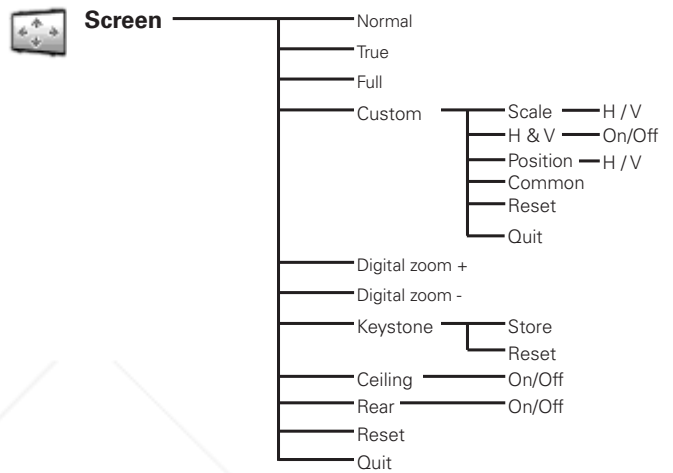 Screen
Normal
True
Full
Custom
Scale H / V
H & V On/Off
Position H / V
Common
Reset
Quit
Digital zoom +
Digital zoom -
Keystone Store
Reset
Ceiling On/Off
Rear On/Off
Reset
Quit